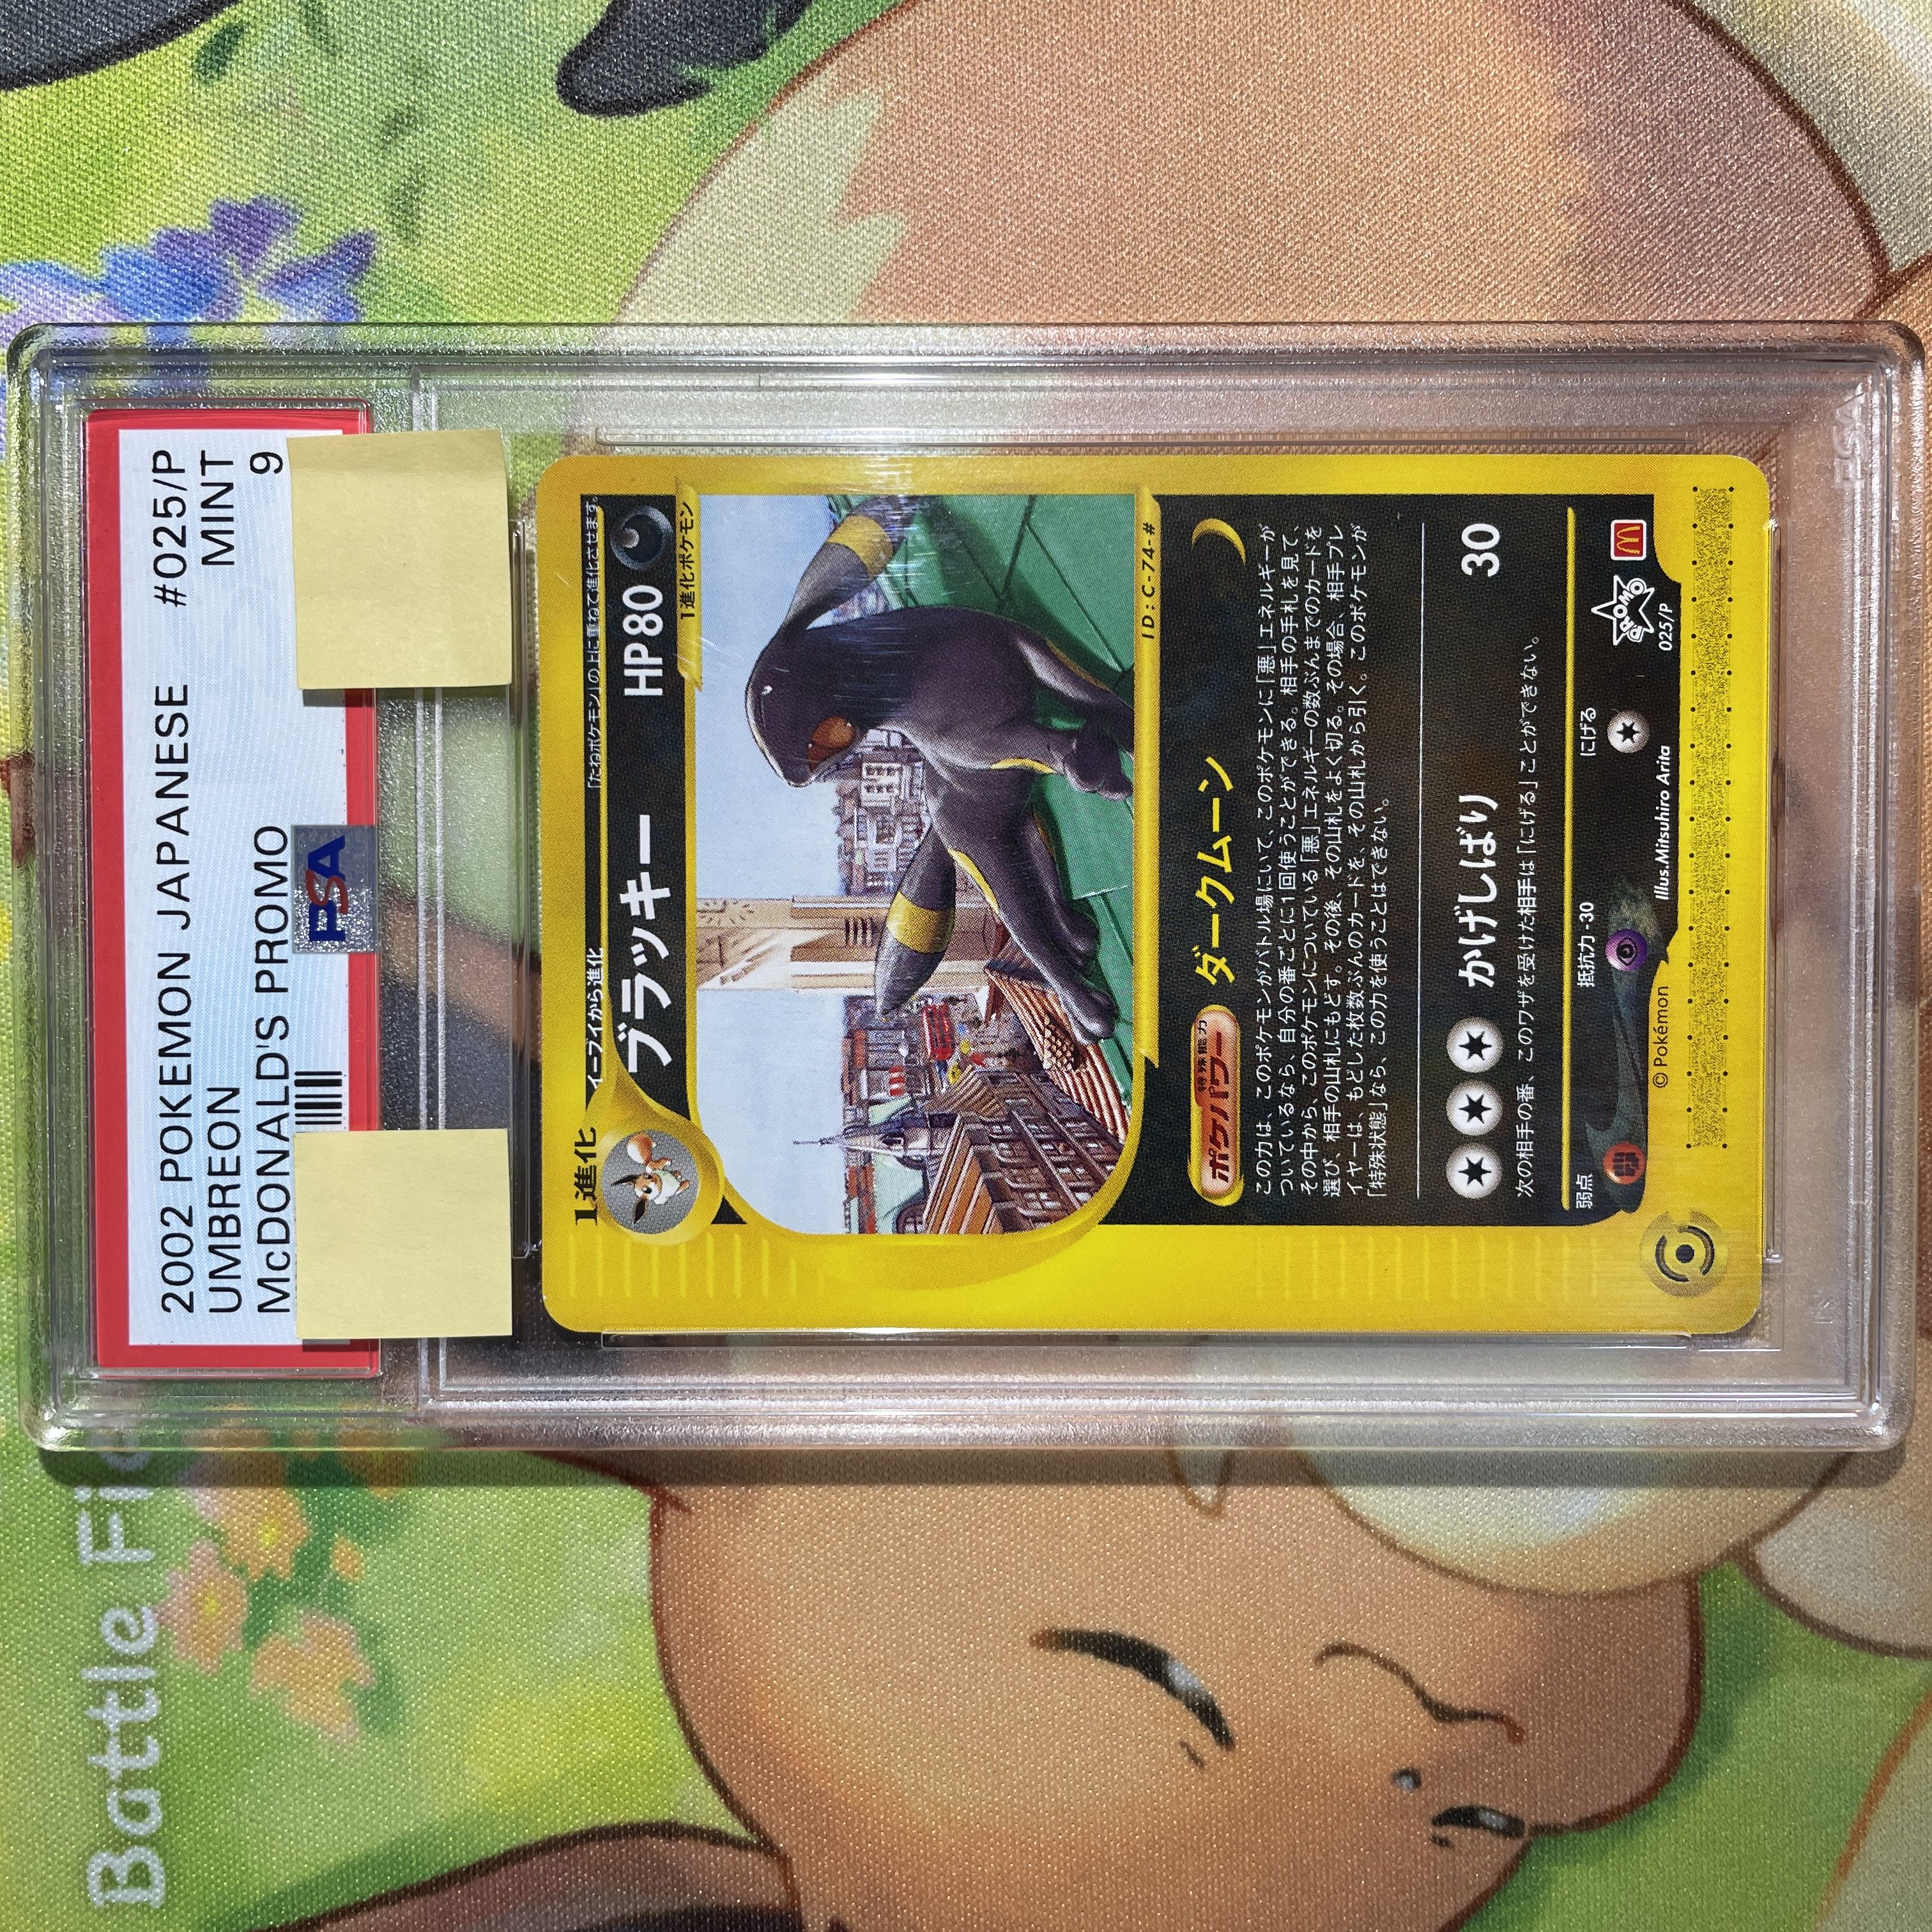 2002 POKEMON JAPANESE #025/P
UMBREON MINT
McDONALD'S PROMO 9
PSA
1進化
イーブイから進化 「たねポケモン」の上に重ねて進化させます。
ブラッキー HP80
1進化ポケモン
ID:C-74-#
ポケパワー 特殊能力 ダークムーン
この力は、このポケモンがバトル場にいて、このポケモンに「悪」エネルギーが
ついているなら、自分の番ごとに1回使うことができる。相手の手札を見て、
その中から、このポケモンについている「悪」エネルギーの数ぶんまでのカードを
選び、相手の山札にもどす。その後、その山札をよく切る。その場合、相手プレ
イヤーは、もどした枚数ぶんのカードを、その山札から引く。このポケモンが
「特殊状態」なら、この力を使うことはできない。
かげしばり 30
次の相手の番、このワザを受けた相手は「にげる」ことができない。
弱点 抵抗力 -30 にげる
PROMO
025/P
Illus.Mitsuhiro Arita
© Pokémon
PSA
Battle Fie